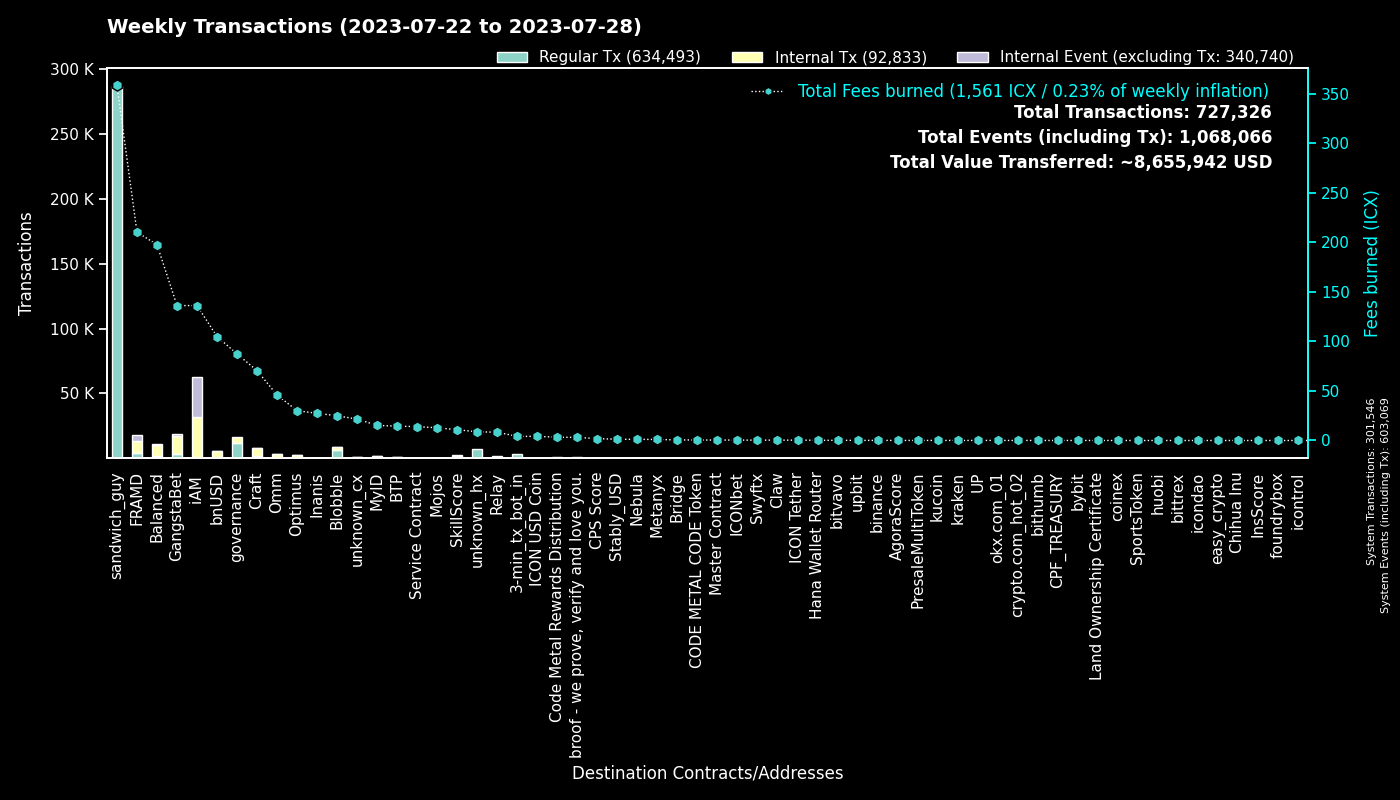 Weekly Transactions (2023-07-22 to 2023-07-28)
Regular Tx (634,493)
Internal Tx (92,833)
Internal Event (excluding Tx: 340,740)
Total Fees burned (1,561 ICX / 0.23% of weekly inflation)
Total Transactions: 727,326
Total Events (including Tx): 1,068,066
Total Value Transferred: ~8,655,942 USD
Transactions
300 K
250 K
200 K
150 K
100 K
50 K
350
300
250
200
150
100
50
0
Fees burned (ICX)
System Transactions: 301,546
System Events (including Tx): 603,069
sandwich_guy
FRAMD
Balanced
GangstaBet
iAM
bnUSD
governance
Craft
Omm
Optimus
Inanis
Blobble
unknown_cx
MyID
BTP
Service Contract
Mojos
SkillScore
unknown_hx
Relay
3-min_tx_bot_in
ICON USD Coin
Code Metal Rewards Distribution
broof - we prove, verify and love you.
CPS Score
Stably_USD
Nebula
Metanyx
Bridge
CODE METAL CODE Token
Master Contract
ICONbet
Swyftx
Claw
ICON Tether
Hana Wallet Router
bitvavo
upbit
binance
AgoraScore
PresaleMultiToken
kucoin
kraken
UP
okx.com_01
crypto.com_hot_02
bithumb
CPF_TREASURY
bybit
Land Ownership Certificate
coinex
SportsToken
huobi
bittrex
icondao
easy_crypto
Chihua Inu
InsScore
foundrybox
icontrol
Destination Contracts/Addresses